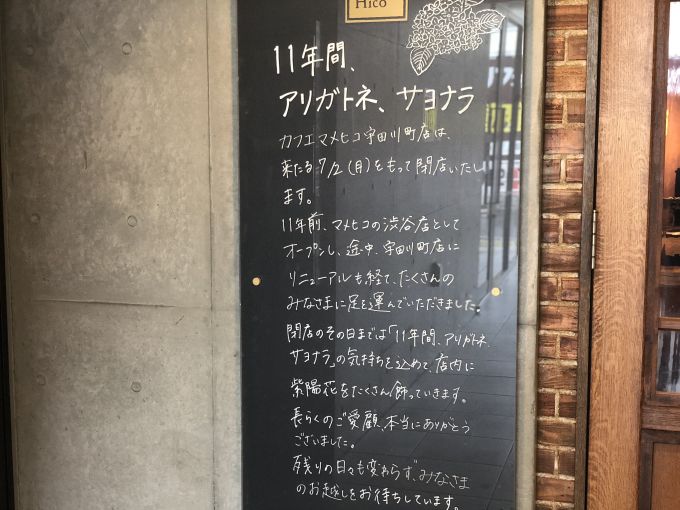 Hico
11年間、
アリガトネ、サヨナラ
カフエマメヒコ宇田川町店は、
来たる7/2(月)をもって閉店いたし
ます。
11年前、マメヒコの渋谷店として
オープンし、途中、宇田川町店に
リニューアルも経て、たくさんの
みなさまに足を運んでいただきました。
閉店のその日までは「11年間、アリガトネ、
サヨナラ」の気持ちを込めて、店内に
紫陽花をたくさん飾っていきます。
長らくのご愛顧、本当にありがとう
ございました。
残りの日々も変わらず、みなさま
のお越しをお待ちしています。